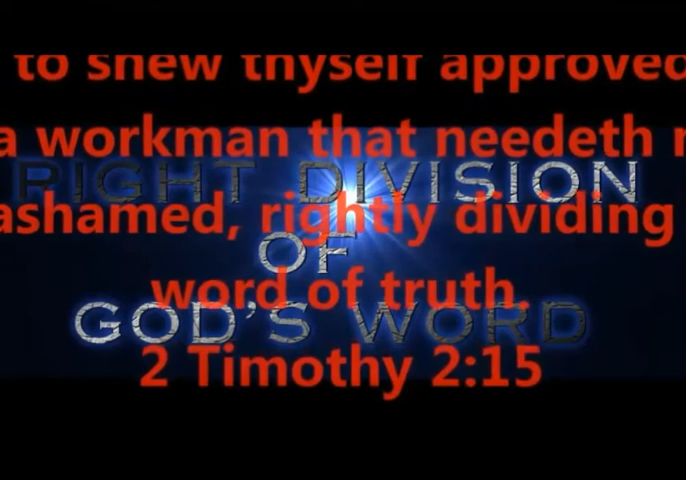 to shew thyself approved
a workman that needeth
RIGHT DIVISION
ashamed, rightly dividing
OF
word of truth.
GOD'S WORD
2 Timothy 2:15